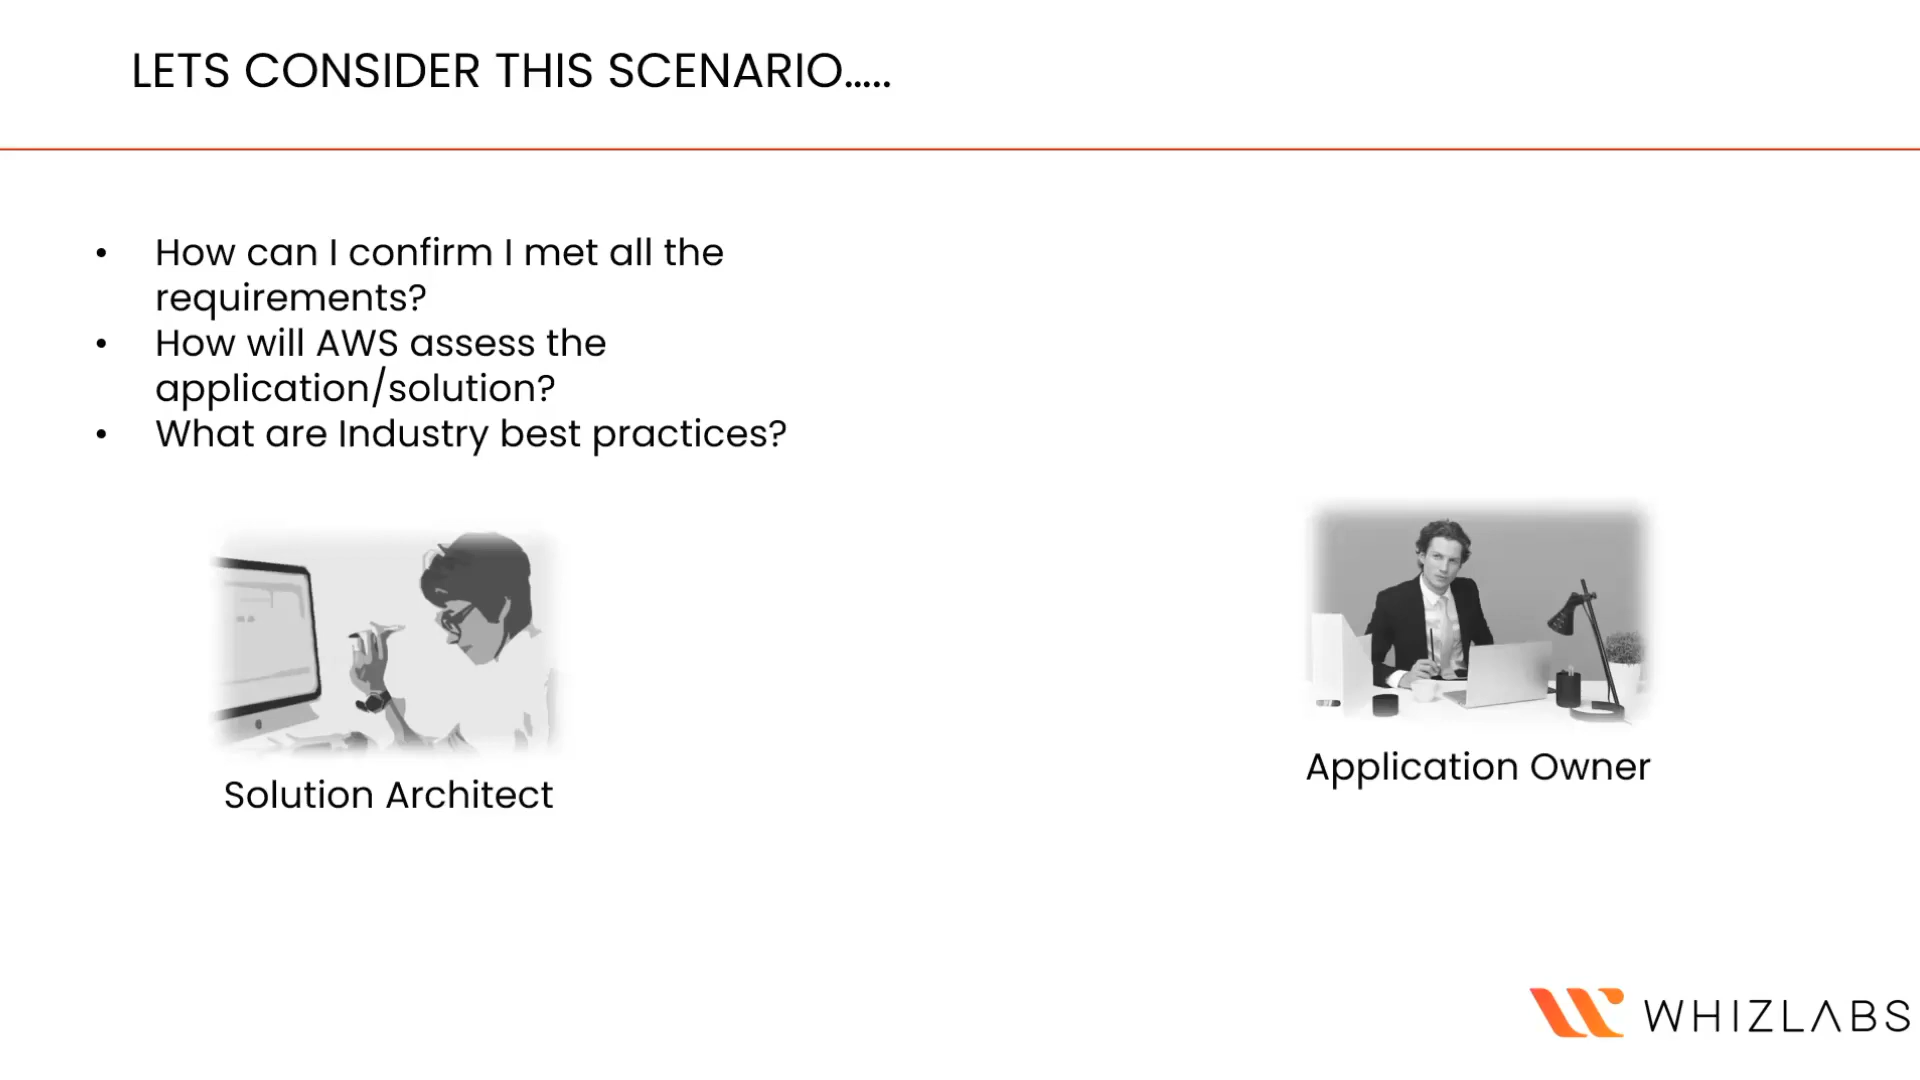 LETS CONSIDER THIS SCENARIO.....
• How can I confirm I met all the
requirements?
• How will AWS assess the
application/solution?
• What are Industry best practices?
Solution Architect
Application Owner
WHIZLABS